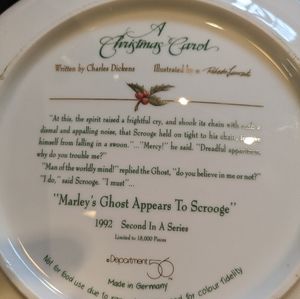 A
Christmas Carol
Written by Charles Dickens Illustrated by
"At this, the spirit raised a frightful cry, and shook its chain with such a
dismal and appalling noise, that Scrooge held on tight to his chair, to save
himself from falling in a swoon."..."Mercy!" he said. "Dreadful apparition,
why do you trouble me?"
"Man of the worldly mind!" replied the Ghost, "do you believe in me or not?"
"I do," said Scrooge. "I must"...
"Marley's Ghost Appears To Scrooge"
1992 Second In A Series
Limited to 18,000 Pieces
Department 56
Made in Germany
Not for food use due to colour fidelity